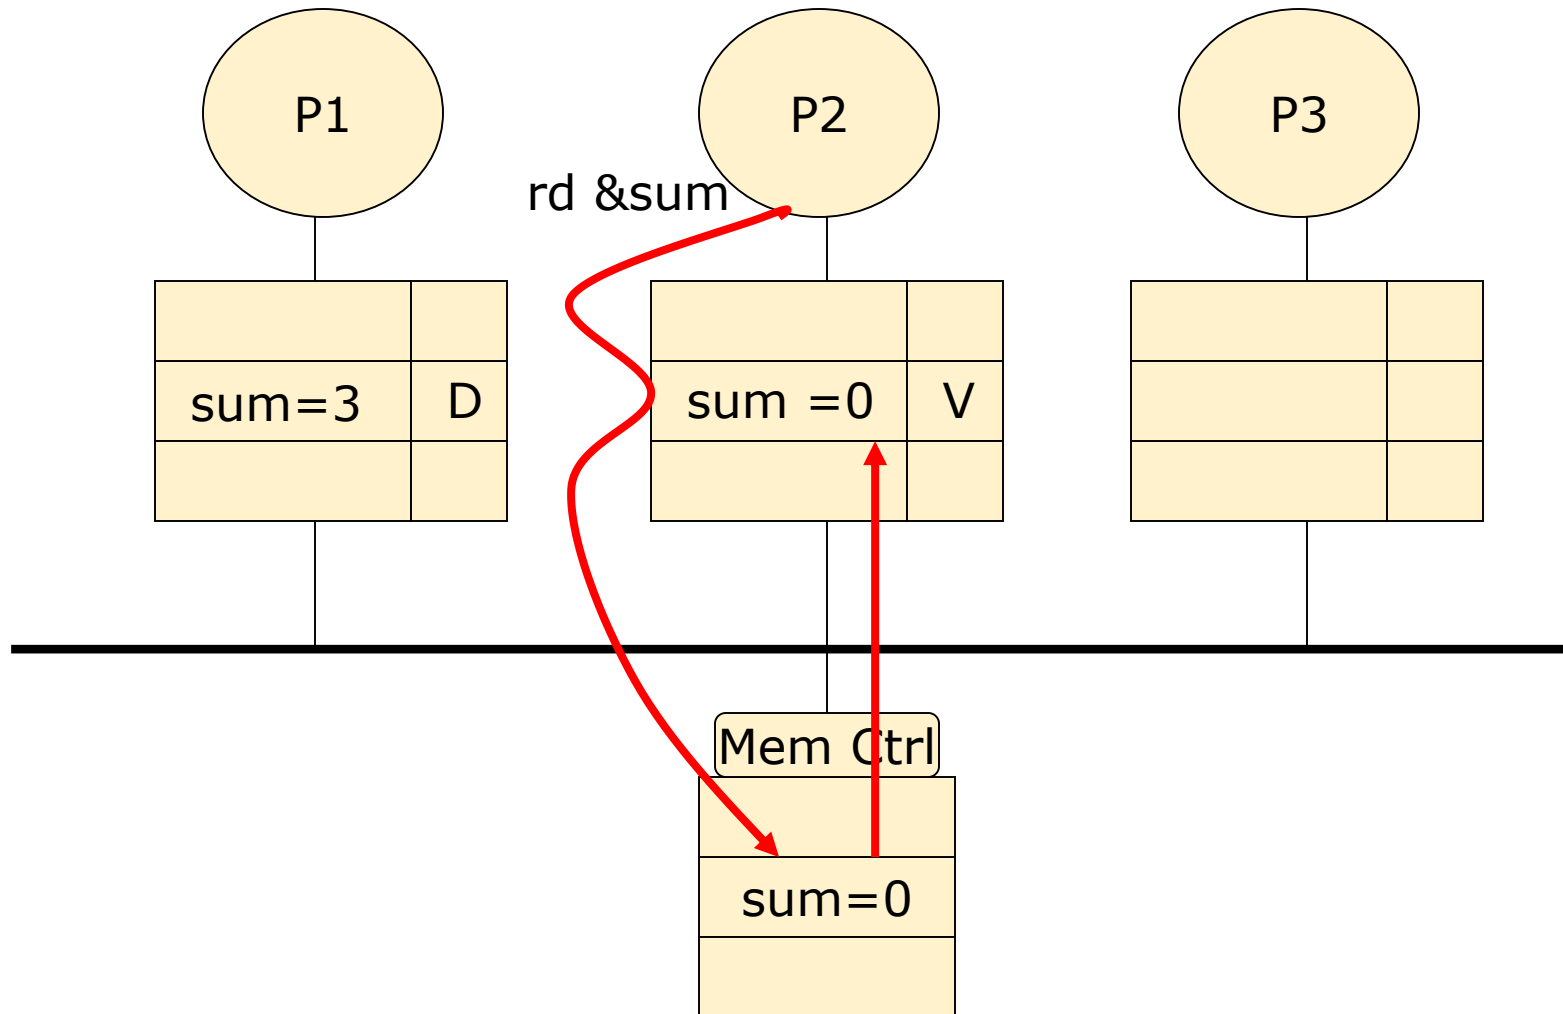 P1
P2
P3
rd &sum
sum=3
D
sum =0
V
Mem Ctrl
sum=0